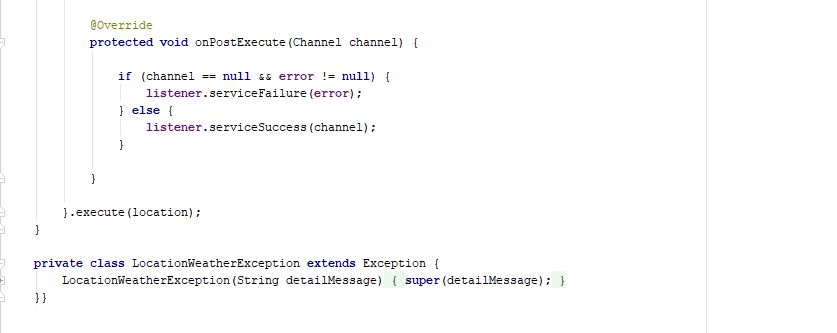 @Override
protected void onPostExecute(Channel channel) {
if (channel == null && error != null) {
listener.serviceFailure(error);
} else {
listener.serviceSuccess(channel);
}
}
}.execute(location);
}
private class LocationWeatherException extends Exception {
LocationWeatherException(String detailMessage) { super(detailMessage); }
}}